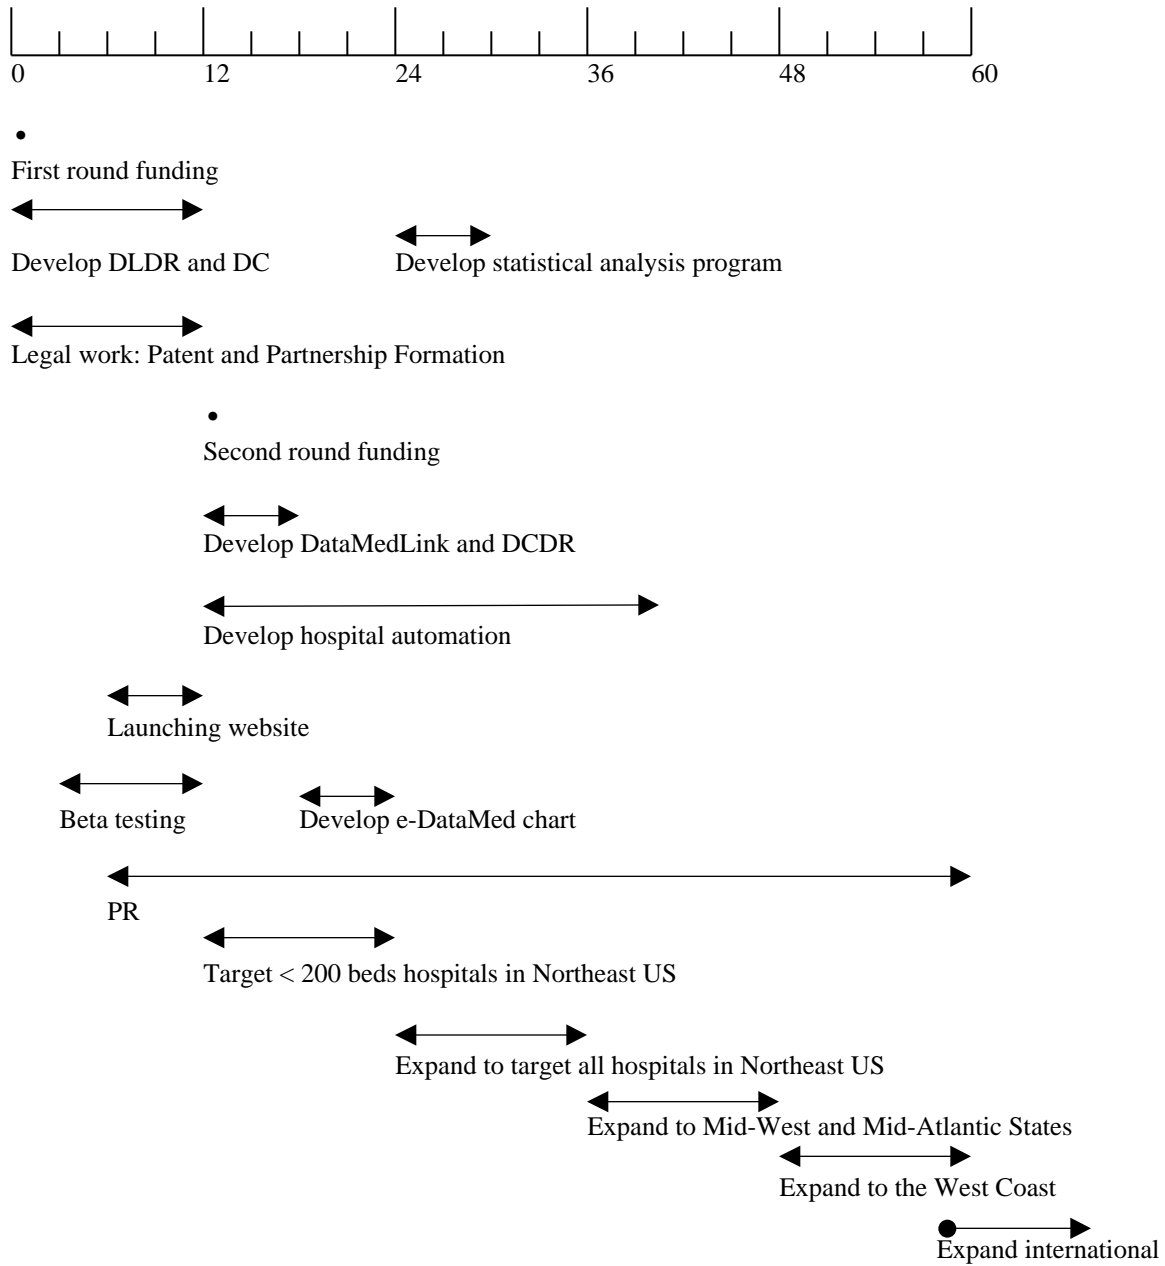 0 12 24 36 48 60
First round funding
Develop DLDR and DC
Develop statistical analysis program
Legal work: Patent and Partnership Formation
Second round funding
Develop DataMedLink and DCDR
Develop hospital automation
Launching website
Beta testing
Develop e-DataMed chart
PR
Target < 200 beds hospitals in Northeast US
Expand to target all hospitals in Northeast US
Expand to Mid-West and Mid-Atlantic States
Expand to the West Coast
Expand international